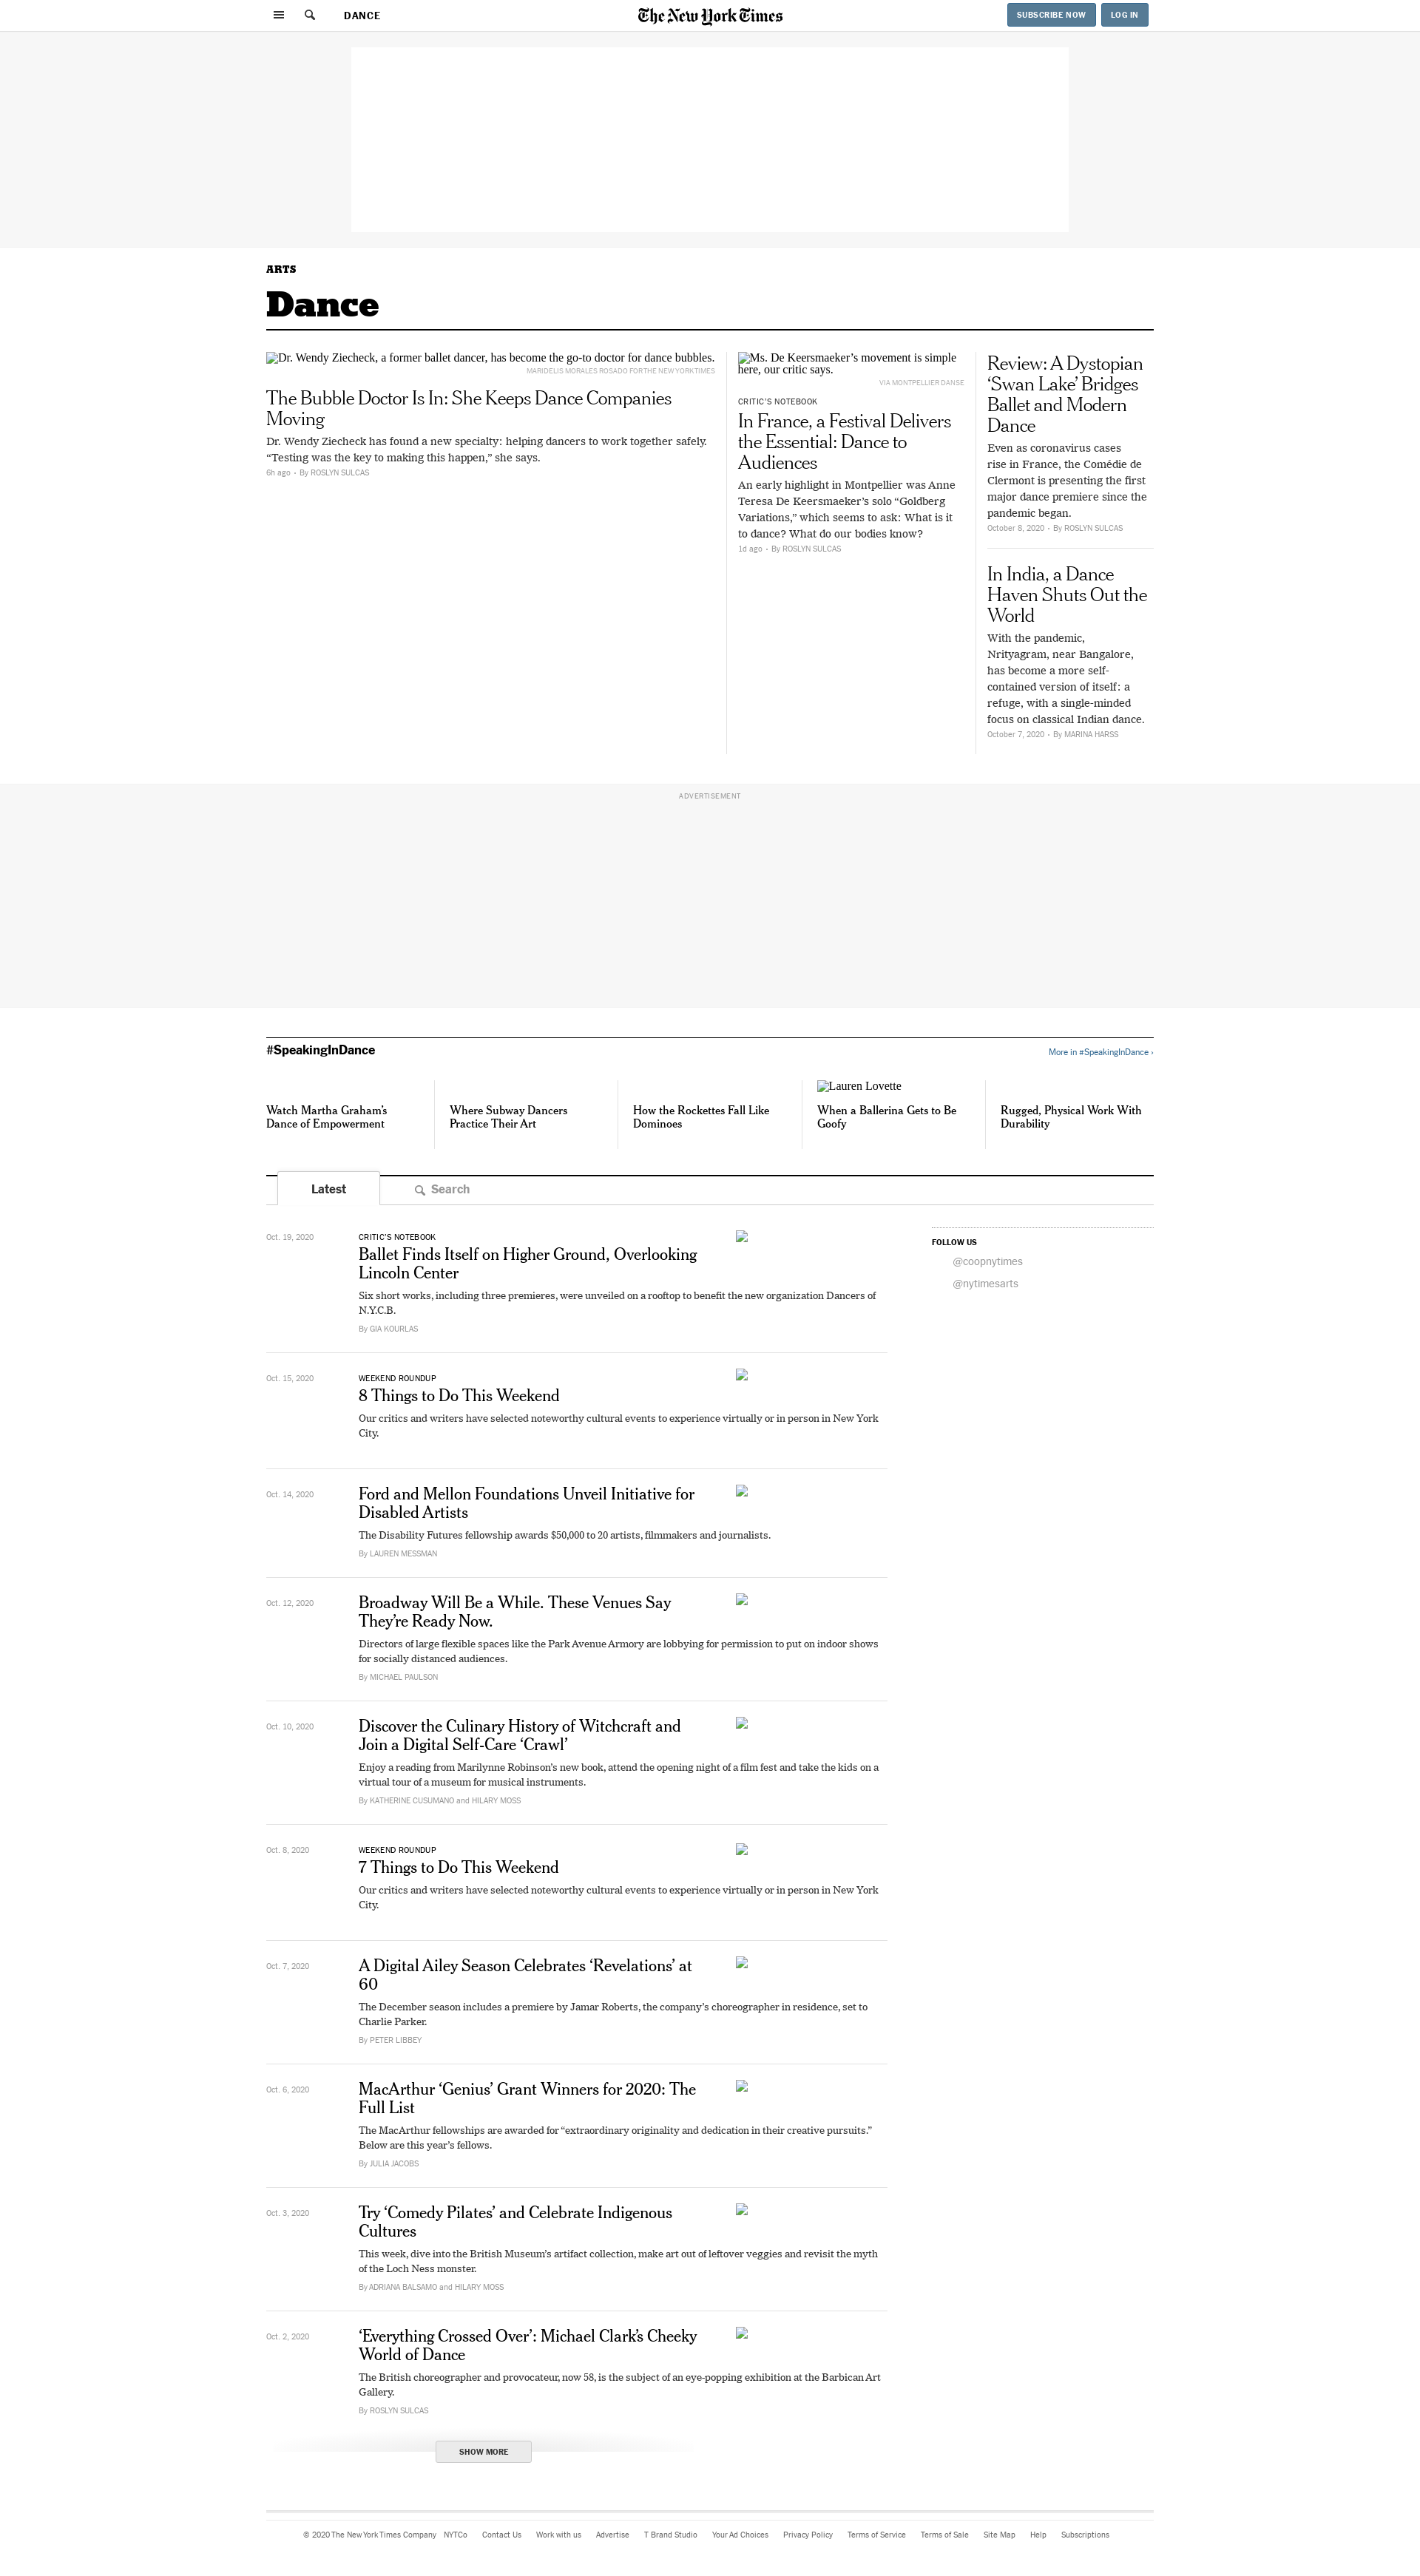 DANCE
The New York Times
SUBSCRIBE NOW
LOG IN
ARTS
Dance
Dr. Wendy Ziecheck, a former ballet dancer, has become the go-to doctor for dance bubbles.
MARIDELIS MORALES ROSADO FOR THE NEW YORK TIMES
The Bubble Doctor Is In: She Keeps Dance Companies
Moving
Dr. Wendy Ziecheck has found a new specialty: helping dancers to work together safely.
“Testing was the key to making this happen,” she says.
6h ago • By ROSLYN SULCAS
Ms. De Keersmaeker’s movement is simple
here, our critic says.
VIA MONTPELLIER DANSE
CRITIC’S NOTEBOOK
In France, a Festival Delivers
the Essential: Dance to
Audiences
An early highlight in Montpellier was Anne
Teresa De Keersmaeker’s solo “Goldberg
Variations,” which seems to ask: What is it
to dance? What do our bodies know?
1d ago • By ROSLYN SULCAS
Review: A Dystopian
‘Swan Lake’ Bridges
Ballet and Modern
Dance
Even as coronavirus cases
rise in France, the Comédie de
Clermont is presenting the first
major dance premiere since the
pandemic began.
October 8, 2020 • By ROSLYN SULCAS
In India, a Dance
Haven Shuts Out the
World
With the pandemic,
Nrityagram, near Bangalore,
has become a more self-
contained version of itself: a
refuge, with a single-minded
focus on classical Indian dance.
October 7, 2020 • By MARINA HARSS
ADVERTISEMENT
#SpeakingInDance
More in #SpeakingInDance ›
Watch Martha Graham’s
Dance of Empowerment
Where Subway Dancers
Practice Their Art
How the Rockettes Fall Like
Dominoes
Lauren Lovette
When a Ballerina Gets to Be
Goofy
Rugged, Physical Work With
Durability
Latest
Search
Oct. 19, 2020
CRITIC’S NOTEBOOK
Ballet Finds Itself on Higher Ground, Overlooking
Lincoln Center
Six short works, including three premieres, were unveiled on a rooftop to benefit the new organization Dancers of
N.Y.C.B.
By GIA KOURLAS
FOLLOW US
@coopnytimes
@nytimesarts
Oct. 15, 2020
WEEKEND ROUNDUP
8 Things to Do This Weekend
Our critics and writers have selected noteworthy cultural events to experience virtually or in person in New York
City.
Oct. 14, 2020
Ford and Mellon Foundations Unveil Initiative for
Disabled Artists
The Disability Futures fellowship awards $50,000 to 20 artists, filmmakers and journalists.
By LAUREN MESSMAN
Oct. 12, 2020
Broadway Will Be a While. These Venues Say
They’re Ready Now.
Directors of large flexible spaces like the Park Avenue Armory are lobbying for permission to put on indoor shows
for socially distanced audiences.
By MICHAEL PAULSON
Oct. 10, 2020
Discover the Culinary History of Witchcraft and
Join a Digital Self-Care ‘Crawl’
Enjoy a reading from Marilynne Robinson’s new book, attend the opening night of a film fest and take the kids on a
virtual tour of a museum for musical instruments.
By KATHERINE CUSUMANO and HILARY MOSS
Oct. 8, 2020
WEEKEND ROUNDUP
7 Things to Do This Weekend
Our critics and writers have selected noteworthy cultural events to experience virtually or in person in New York
City.
Oct. 7, 2020
A Digital Ailey Season Celebrates ‘Revelations’ at
60
The December season includes a premiere by Jamar Roberts, the company’s choreographer in residence, set to
Charlie Parker.
By PETER LIBBEY
Oct. 6, 2020
MacArthur ‘Genius’ Grant Winners for 2020: The
Full List
The MacArthur fellowships are awarded for “extraordinary originality and dedication in their creative pursuits.”
Below are this year’s fellows.
By JULIA JACOBS
Oct. 3, 2020
Try ‘Comedy Pilates’ and Celebrate Indigenous
Cultures
This week, dive into the British Museum’s artifact collection, make art out of leftover veggies and revisit the myth
of the Loch Ness monster.
By ADRIANA BALSAMO and HILARY MOSS
Oct. 2, 2020
‘Everything Crossed Over’: Michael Clark’s Cheeky
World of Dance
The British choreographer and provocateur, now 58, is the subject of an eye-popping exhibition at the Barbican Art
Gallery.
By ROSLYN SULCAS
SHOW MORE
© 2020 The New York Times Company NYTCo Contact Us Work with us Advertise T Brand Studio Your Ad Choices Privacy Policy Terms of Service Terms of Sale Site Map Help Subscriptions